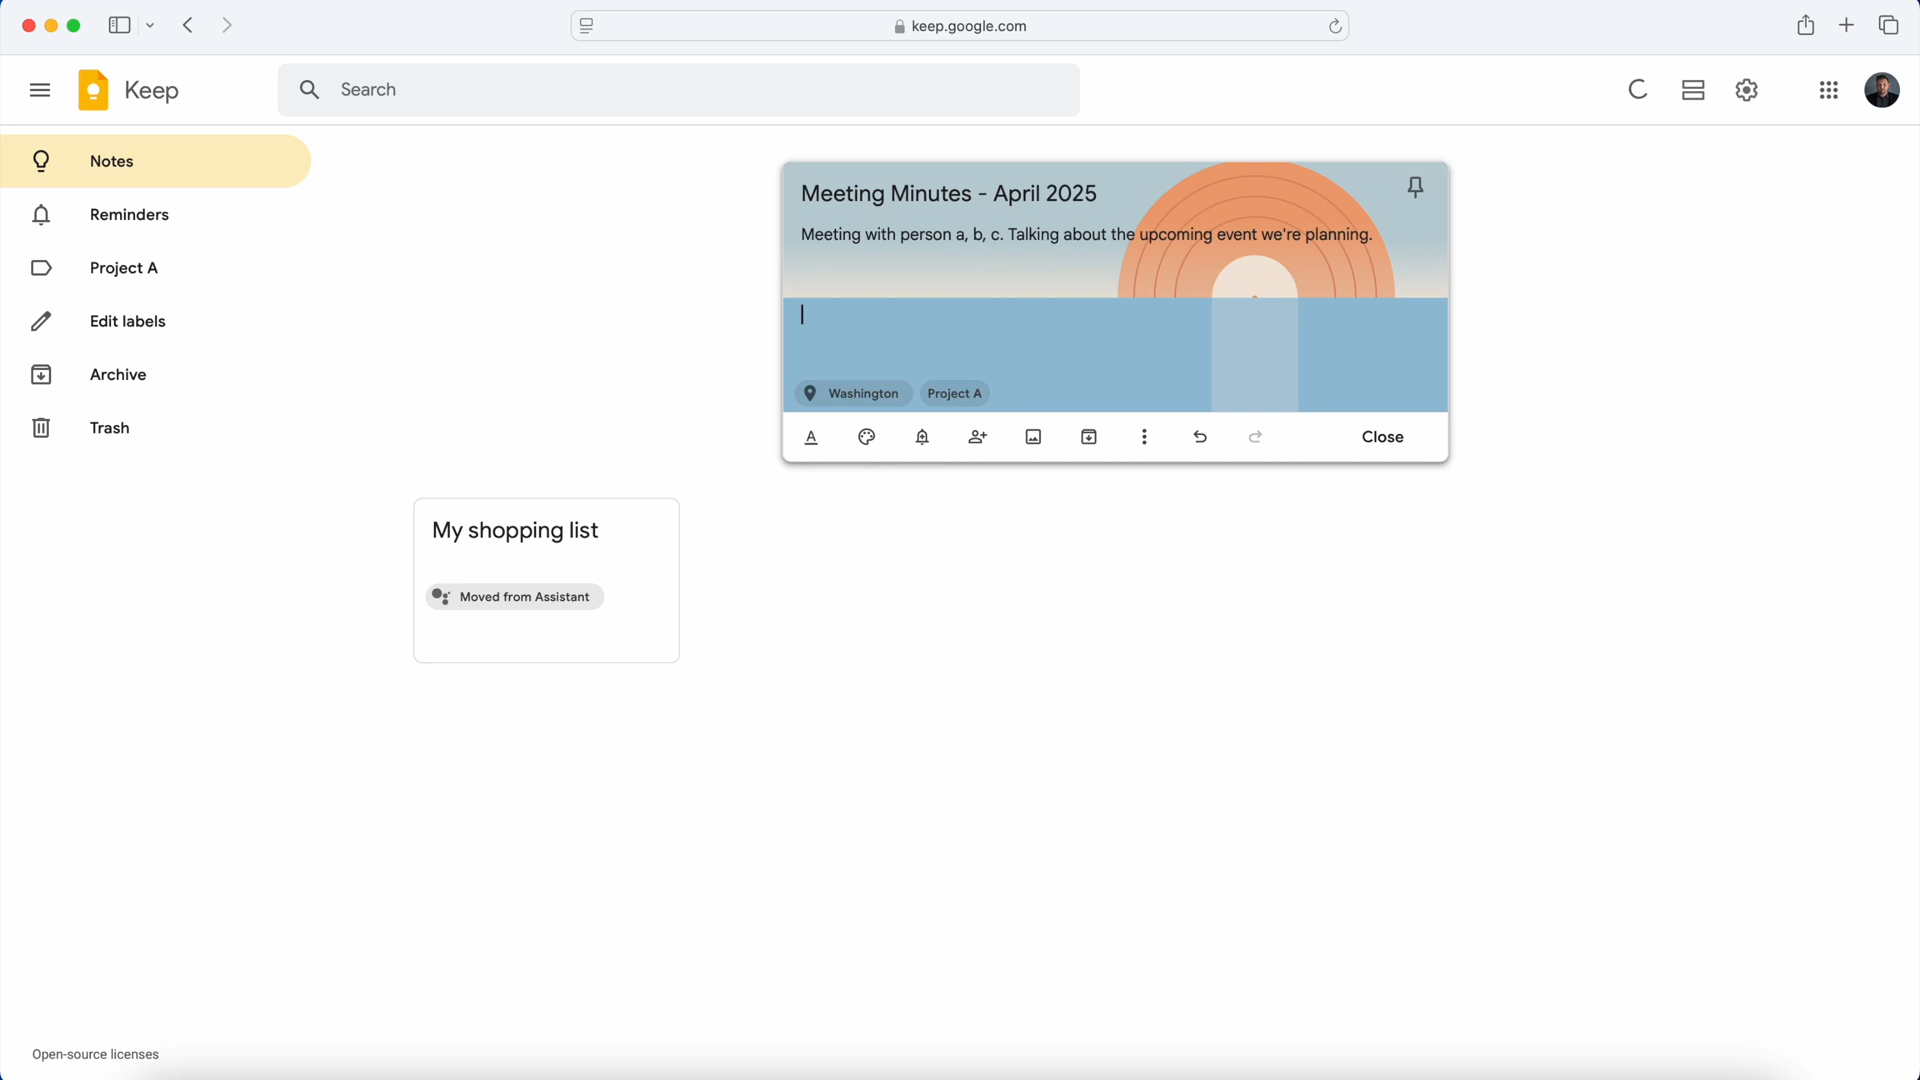 keep.google.com
Keep
Search
Notes
Reminders
Project A
Edit labels
Archive
Trash
Meeting Minutes - April 2025
Meeting with person a, b, c. Talking about the upcoming event we're planning.
Washington
Project A
Close
My shopping list
Moved from Assistant
Open-source licenses